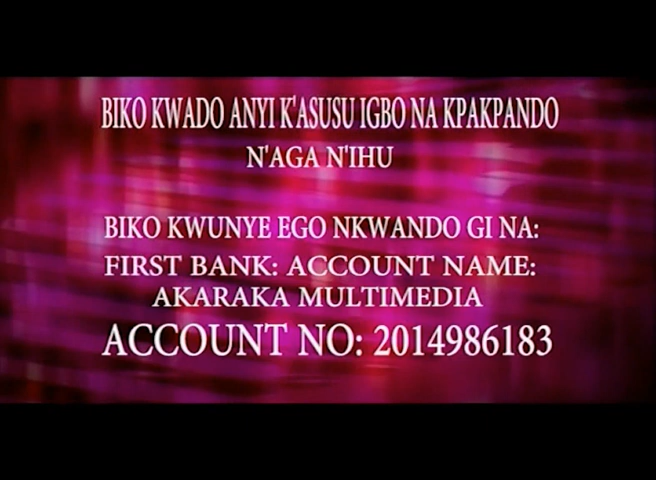 BIKO KWADO ANYI K'ASUSU IGBO NA KPAKPANDO
N'AGA N'IHU
BIKO KWUNYE EGO NKWANDO GI NA:
FIRST BANK: ACCOUNT NAME:
AKARAKA MULTIMEDIA
ACCOUNT NO: 2014986183